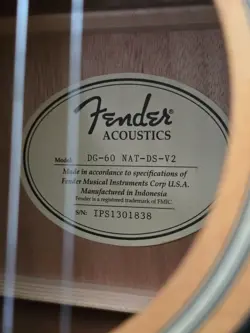 Fender®
ACOUSTICS
Model: DG-60 NAT-DS-V2
Made in accordance to specifications of
Fender Musical Instruments Corp U.S.A.
Manufactured in Indonesia
Fender is a registered trademark of FMIC.
S/N: IPS1301838